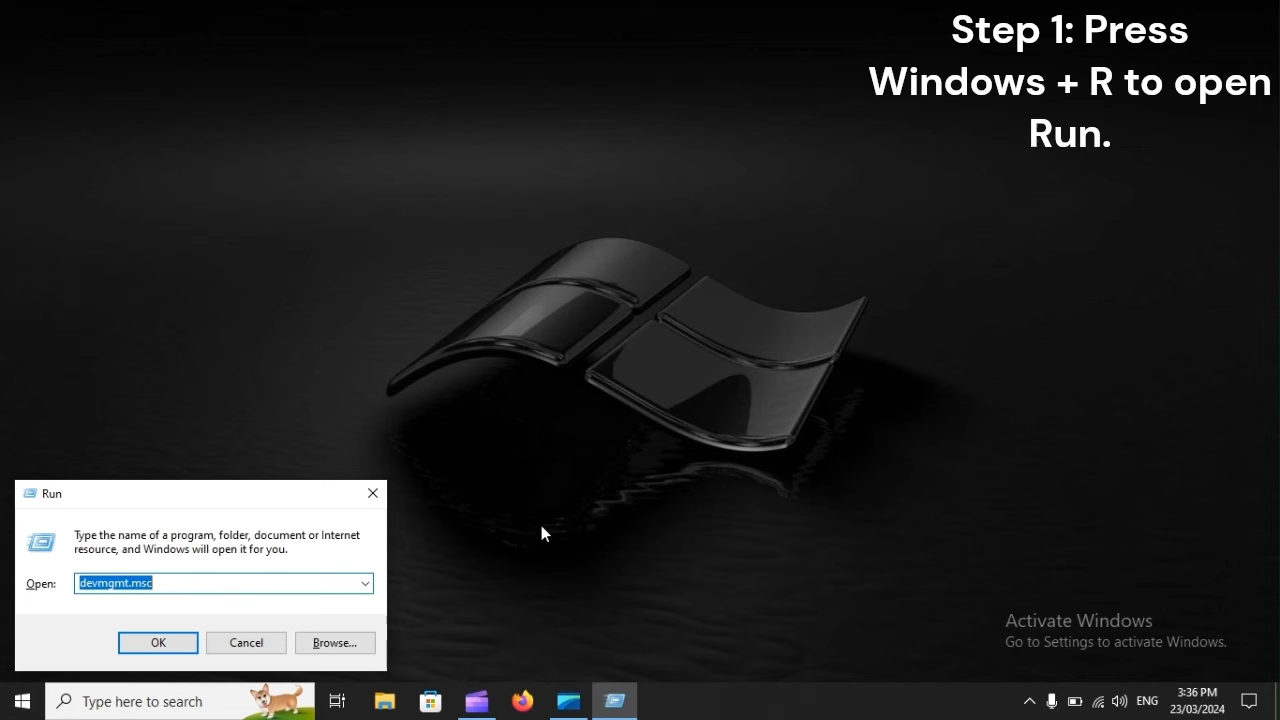 Step 1: Press
Windows + R to open
Run.
Run
Type the name of a program, folder, document or Internet
resource, and Windows will open it for you.
Open:
devmgmt.msc
OK
Cancel
Browse...
Activate Windows
Go to Settings to activate Windows.
Type here to search
ENG
3:36 PM
23/03/2024